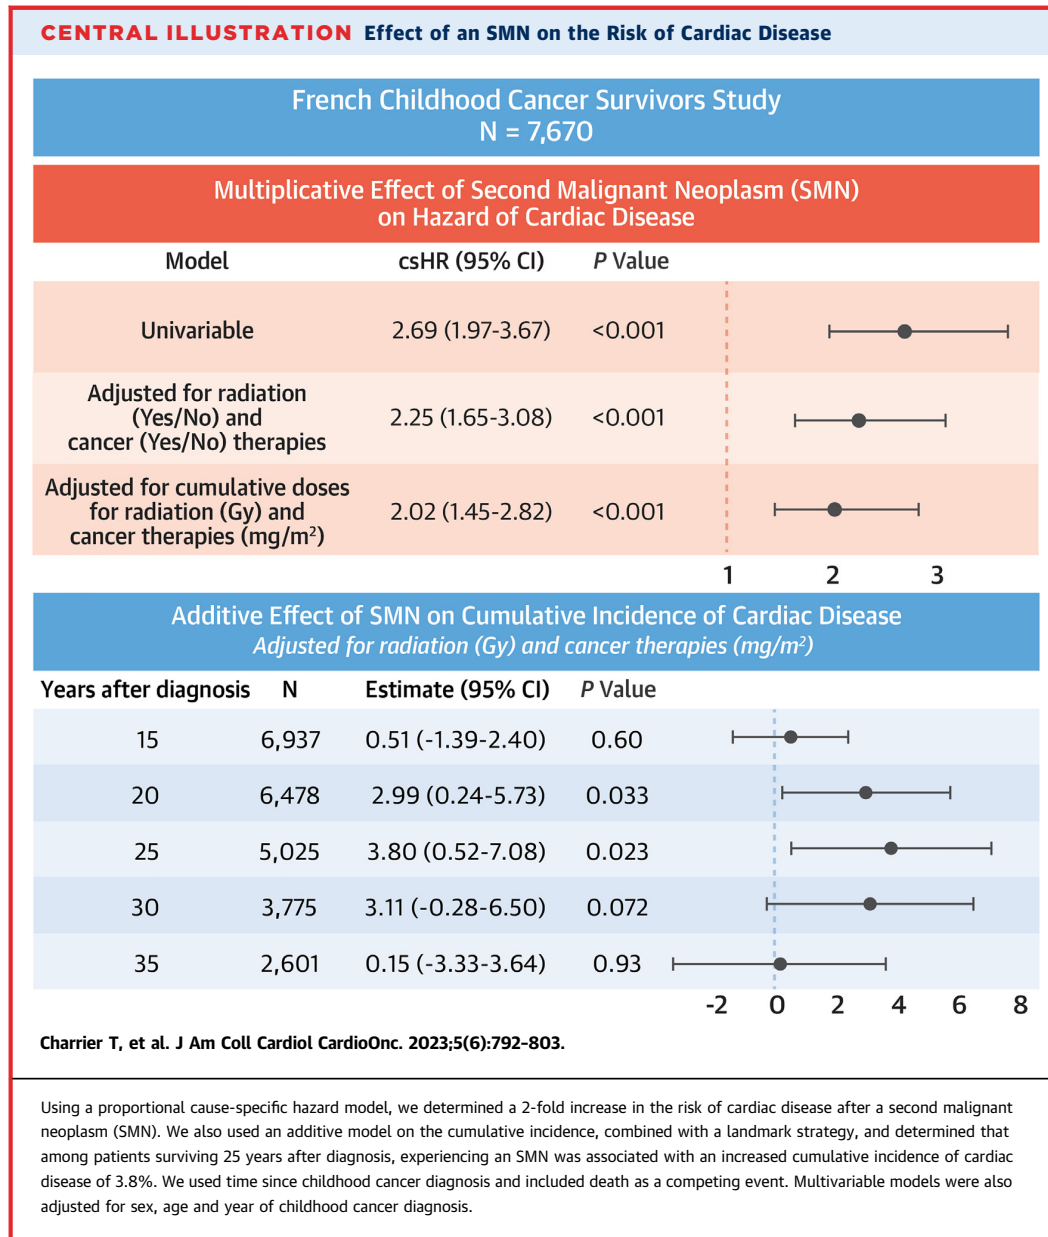 CENTRAL ILLUSTRATION Effect of an SMN on the Risk of Cardiac Disease
French Childhood Cancer Survivors Study
N = 7,670
Multiplicative Effect of Second Malignant Neoplasm (SMN)
on Hazard of Cardiac Disease
Model csHR (95% CI) P Value
Univariable 2.69 (1.97-3.67) <0.001
Adjusted for radiation
(Yes/No) and
cancer (Yes/No) therapies
2.25 (1.65-3.08) <0.001
Adjusted for cumulative doses
for radiation (Gy) and
cancer therapies (mg/m²)
2.02 (1.45-2.82) <0.001
1 2 3
Additive Effect of SMN on Cumulative Incidence of Cardiac Disease
Adjusted for radiation (Gy) and cancer therapies (mg/m²)
Years after diagnosis N Estimate (95% CI) P Value
15 6,937 0.51 (-1.39-2.40) 0.60
20 6,478 2.99 (0.24-5.73) 0.033
25 5,025 3.80 (0.52-7.08) 0.023
30 3,775 3.11 (-0.28-6.50) 0.072
35 2,601 0.15 (-3.33-3.64) 0.93
-2 0 2 4 6 8
Charrier T, et al. J Am Coll Cardiol CardioOnc. 2023;5(6):792–803.
Using a proportional cause-specific hazard model, we determined a 2-fold increase in the risk of cardiac disease after a second malignant
neoplasm (SMN). We also used an additive model on the cumulative incidence, combined with a landmark strategy, and determined that
among patients surviving 25 years after diagnosis, experiencing an SMN was associated with an increased cumulative incidence of cardiac
disease of 3.8%. We used time since childhood cancer diagnosis and included death as a competing event. Multivariable models were also
adjusted for sex, age and year of childhood cancer diagnosis.